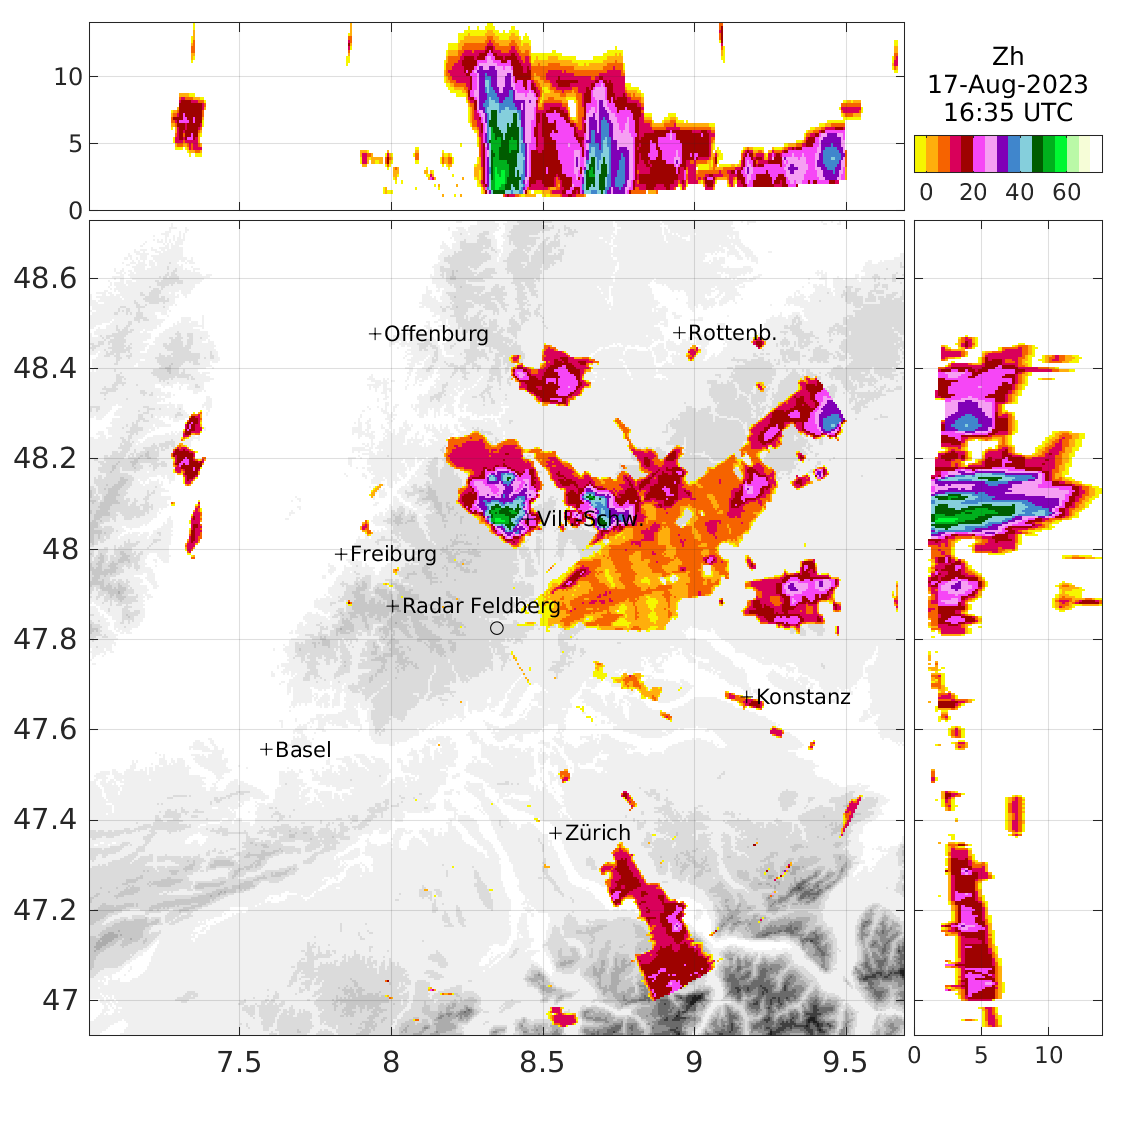 10
5
0
Zh
17-Aug-2023
16:35 UTC
0 20 40 60
48.6
48.4
48.2
48
47.8
47.6
47.4
47.2
47
+Offenburg
+Rottenb.
+Vill.-Schw.
+Freiburg
+Radar Feldberg
+Konstanz
+Basel
+Zürich
7.5 8 8.5 9 9.5
0 5 10